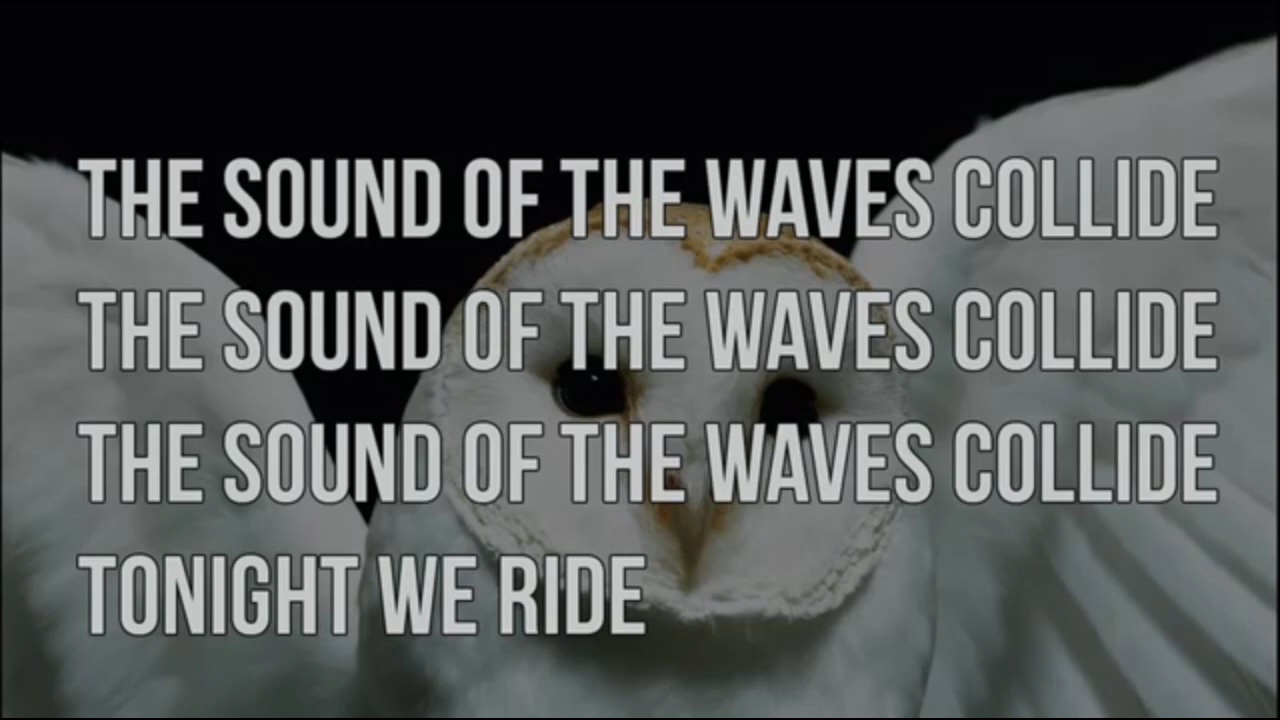 THE SOUND OF THE WAVES COLLIDE
THE SOUND OF THE WAVES COLLIDE
THE SOUND OF THE WAVES COLLIDE
TONIGHT WE RIDE